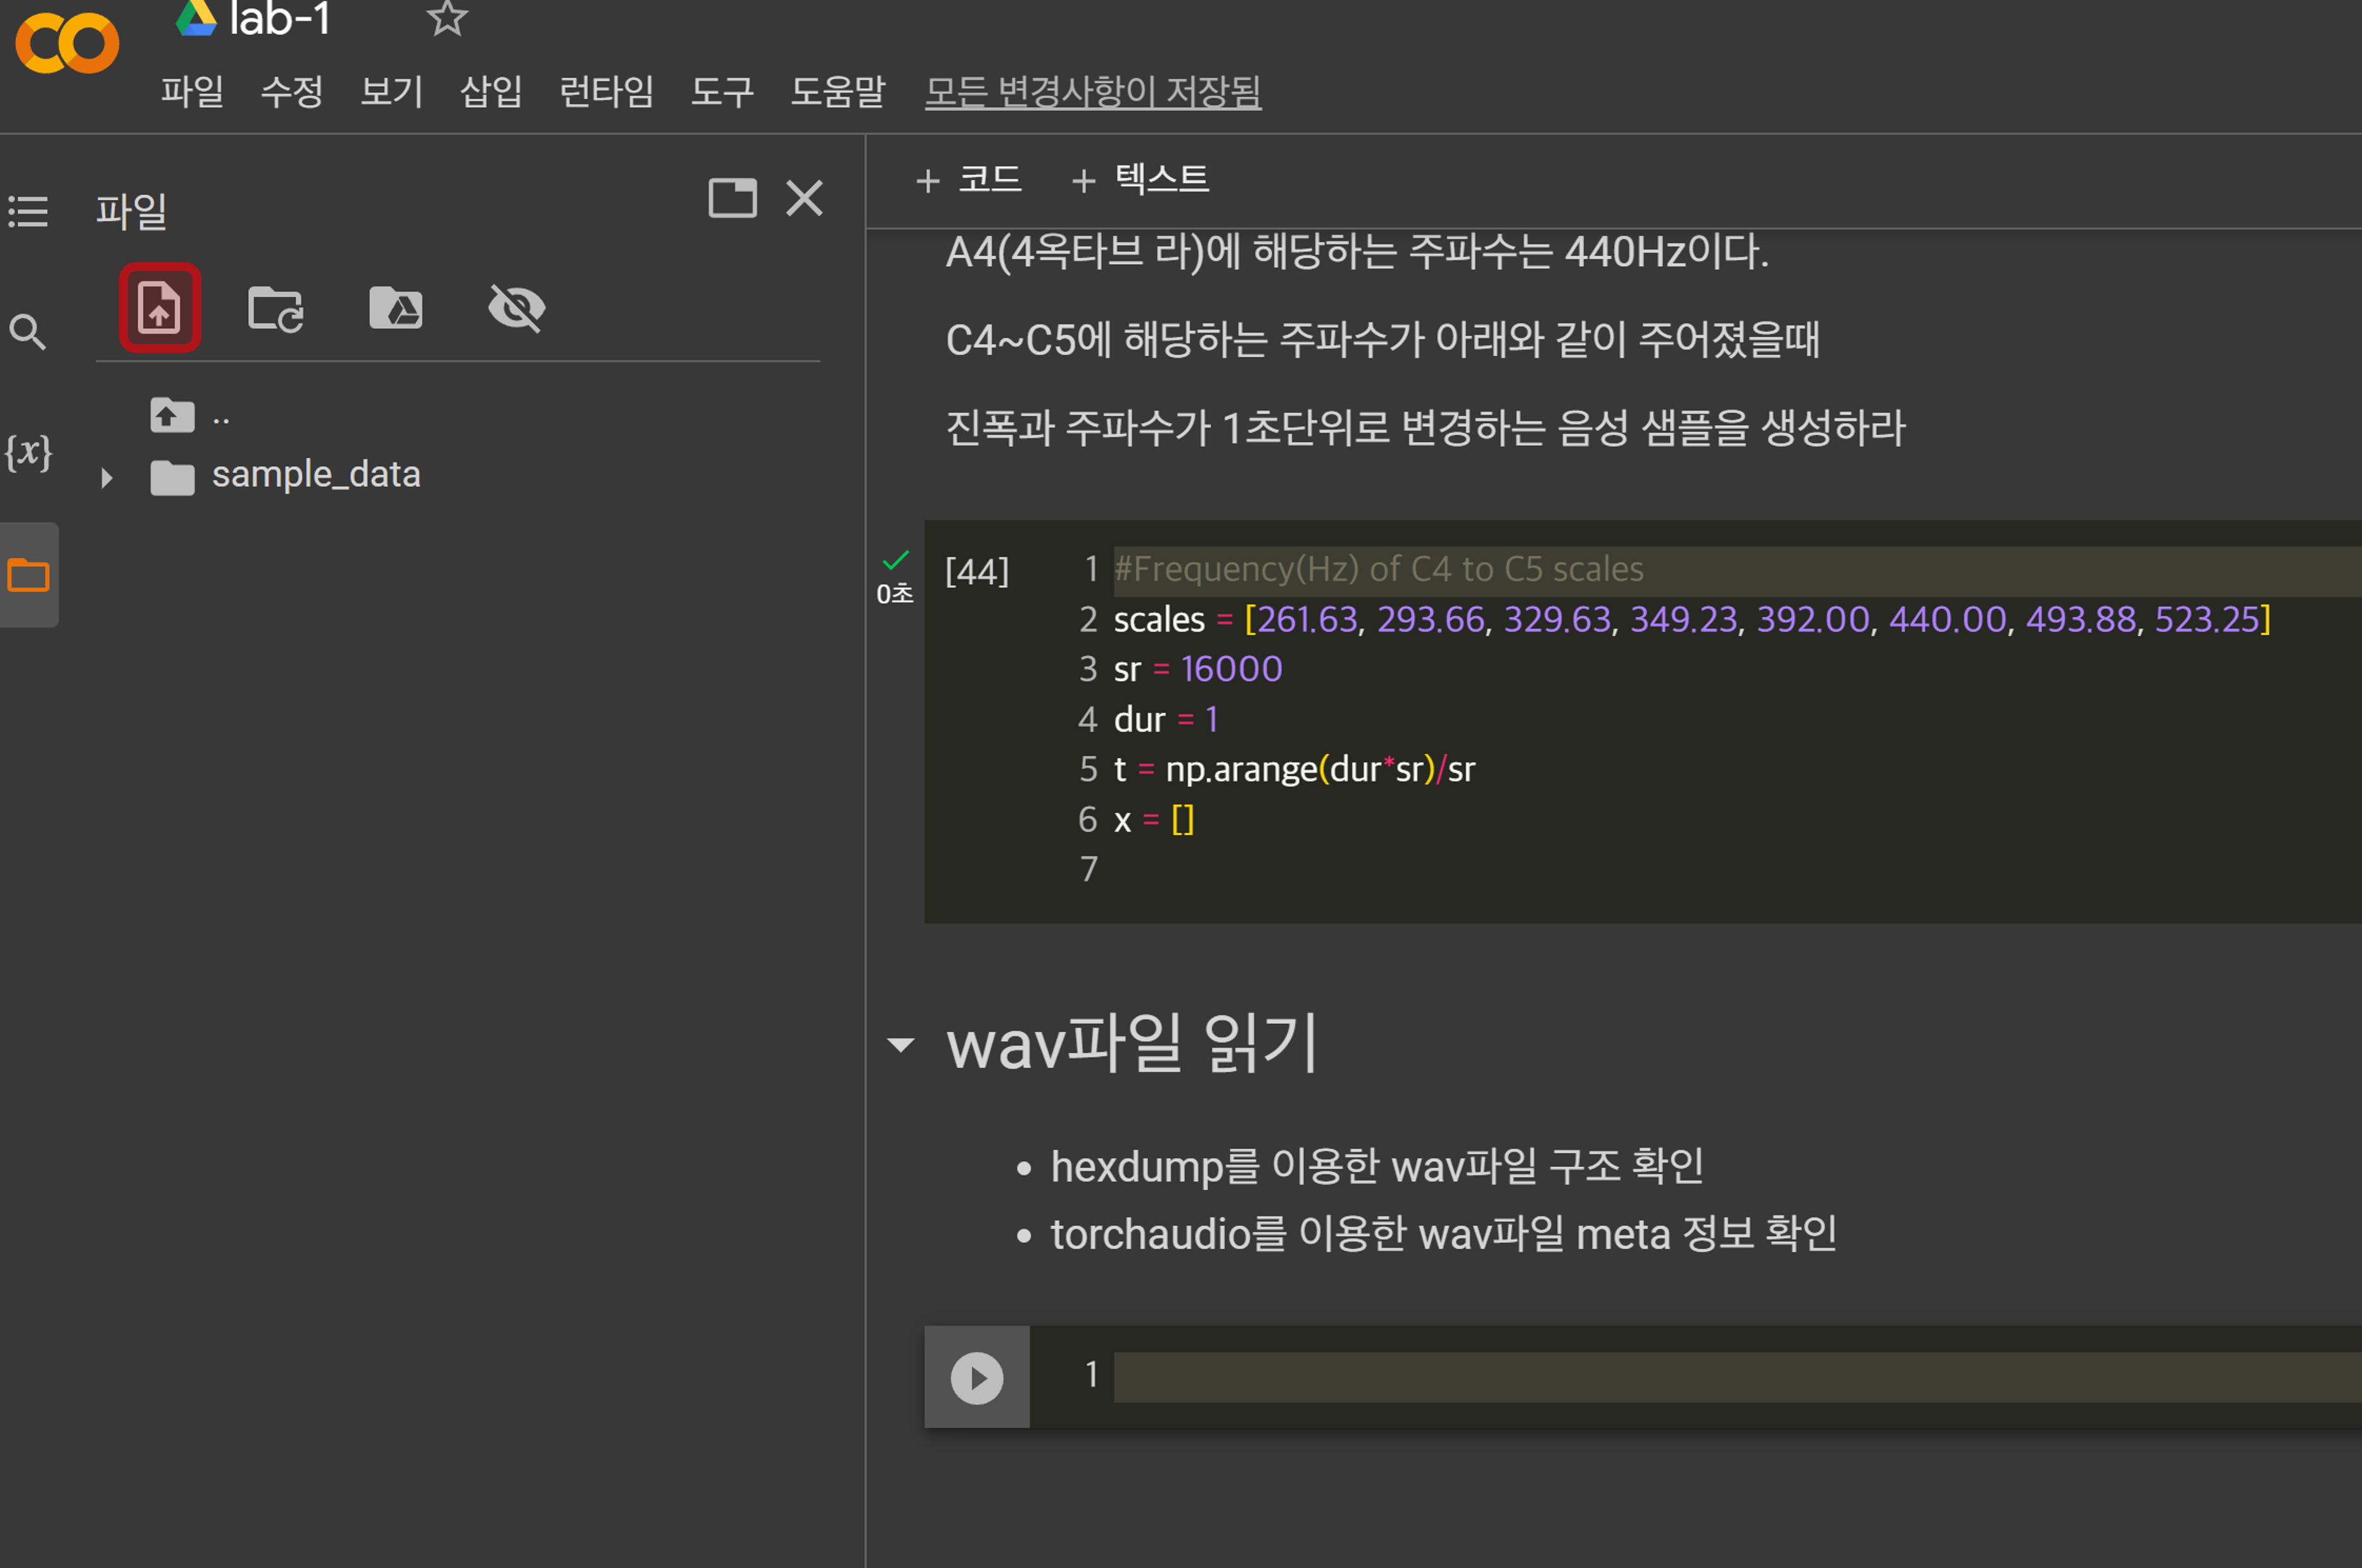 lab-1
파일 수정 보기 삽입 런타임 도구 도움말 모든 변경사항이 저장됨
파일
..
sample_data
+ 코드 + 텍스트
A4(4옥타브 라)에 해당하는 주파수는 440Hz이다.
C4~C5에 해당하는 주파수가 아래와 같이 주어졌을때
진폭과 주파수가 1초단위로 변경하는 음성 샘플을 생성하라
0초
[44]
1 #Frequency(Hz) of C4 to C5 scales
2 scales = [261.63, 293.66, 329.63, 349.23, 392.00, 440.00, 493.88, 523.25]
3 sr = 16000
4 dur = 1
5 t = np.arange(dur*sr)/sr
6 x = []
7
wav파일 읽기
• hexdump를 이용한 wav파일 구조 확인
• torchaudio를 이용한 wav파일 meta 정보 확인
1
{x}